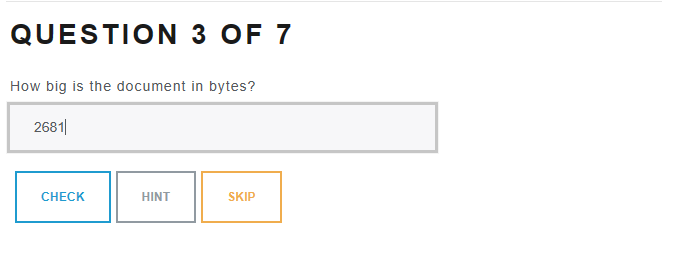 QUESTION 3 OF 7
How big is the document in bytes?
2681
CHECK HINT SKIP